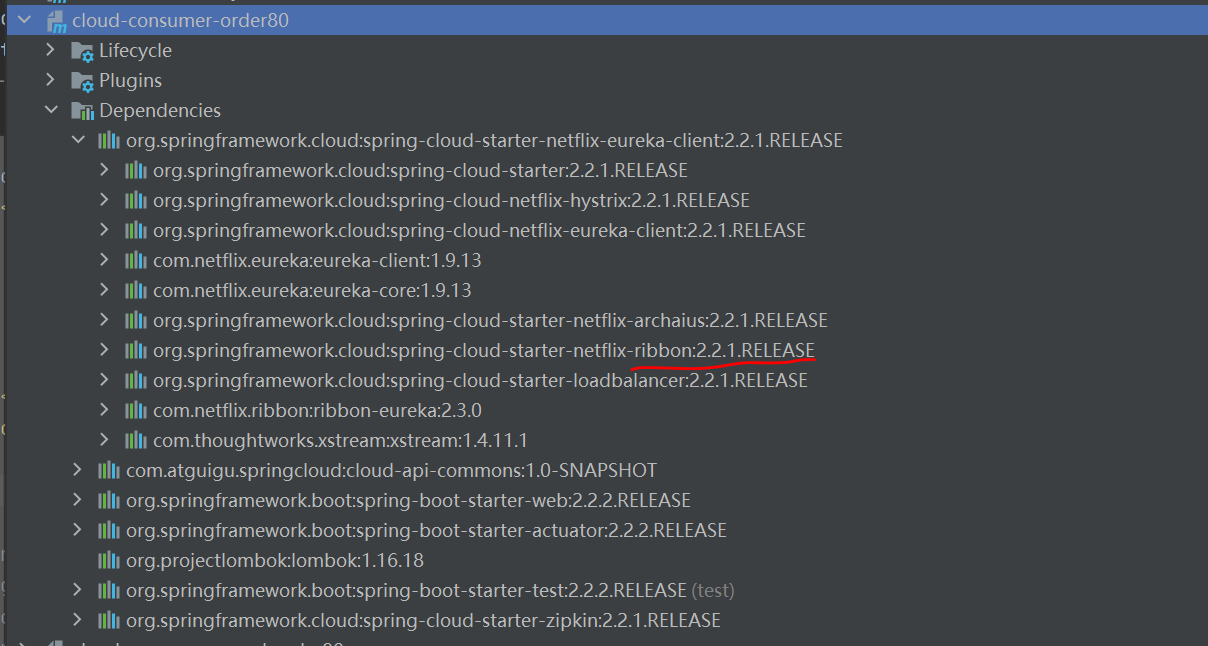 cloud-consumer-order80
Lifecycle
Plugins
Dependencies
org.springframework.cloud:spring-cloud-starter-netflix-eureka-client:2.2.1.RELEASE
org.springframework.cloud:spring-cloud-starter:2.2.1.RELEASE
org.springframework.cloud:spring-cloud-netflix-hystrix:2.2.1.RELEASE
org.springframework.cloud:spring-cloud-netflix-eureka-client:2.2.1.RELEASE
com.netflix.eureka:eureka-client:1.9.13
com.netflix.eureka:eureka-core:1.9.13
org.springframework.cloud:spring-cloud-starter-netflix-archaius:2.2.1.RELEASE
org.springframework.cloud:spring-cloud-starter-netflix-ribbon:2.2.1.RELEASE
org.springframework.cloud:spring-cloud-starter-loadbalancer:2.2.1.RELEASE
com.netflix.ribbon:ribbon-eureka:2.3.0
com.thoughtworks.xstream:xstream:1.4.11.1
com.atguigu.springcloud:cloud-api-commons:1.0-SNAPSHOT
org.springframework.boot:spring-boot-starter-web:2.2.2.RELEASE
org.springframework.boot:spring-boot-starter-actuator:2.2.2.RELEASE
org.projectlombok:lombok:1.16.18
org.springframework.boot:spring-boot-starter-test:2.2.2.RELEASE (test)
org.springframework.cloud:spring-cloud-starter-zipkin:2.2.1.RELEASE